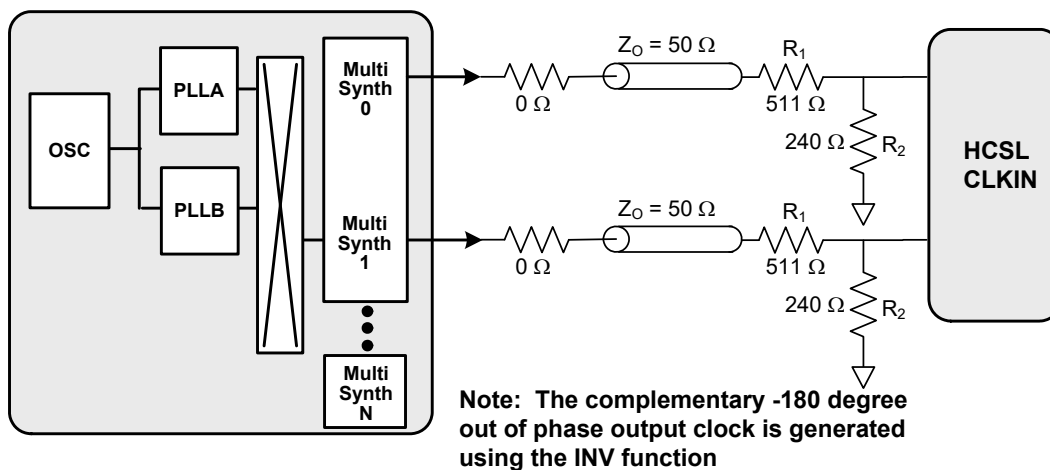 OSC
PLLA
PLLB
Multi
Synth
0
Multi
Synth
1
Multi
Synth
N
0 Ω
ZO = 50 Ω
R1
511 Ω
240 Ω
R2
0 Ω
ZO = 50 Ω
R1
511 Ω
240 Ω
R2
HCSL
CLKIN
Note: The complementary -180 degree
out of phase output clock is generated
using the INV function